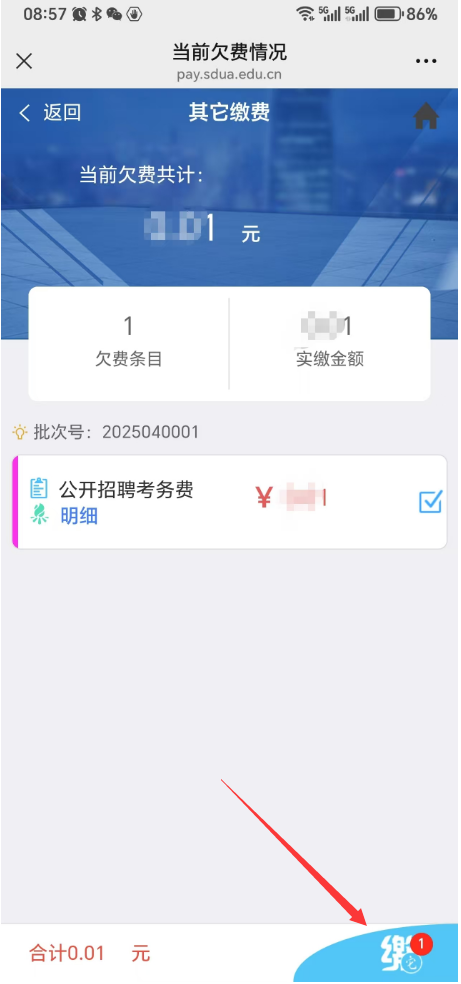 08:57 5G 5G 86%
当前欠费情况
pay.sdua.edu.cn
返回 其它缴费
当前欠费共计：
元
1
欠费条目
实缴金额
批次号：2025040001
公开招聘考务费 ￥
明细
合计0.01 元
缴 1